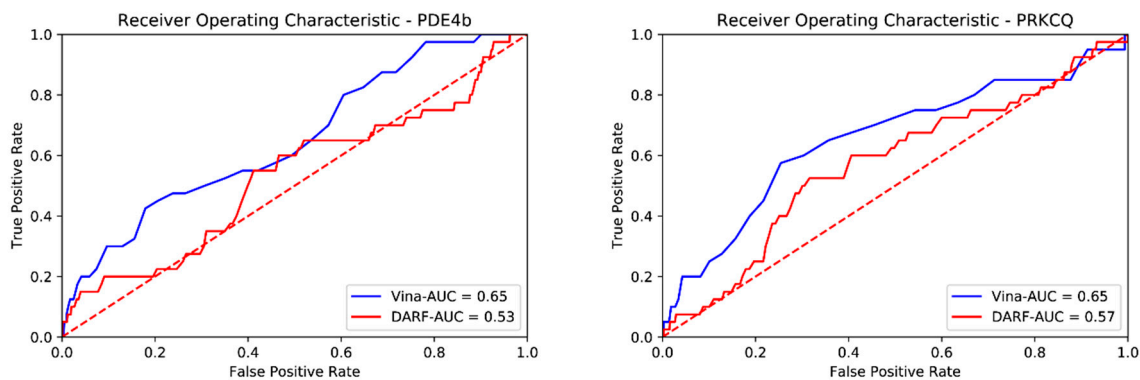 Receiver Operating Characteristic - PDE4b
1.0
0.8
0.6
0.4
0.2
0.0
True Positive Rate
Vina-AUC = 0.65
DARF-AUC = 0.53
0.0 0.2 0.4 0.6 0.8 1.0
False Positive Rate
Receiver Operating Characteristic - PRKCQ
1.0
0.8
0.6
0.4
0.2
0.0
True Positive Rate
Vina-AUC = 0.65
DARF-AUC = 0.57
0.0 0.2 0.4 0.6 0.8 1.0
False Positive Rate